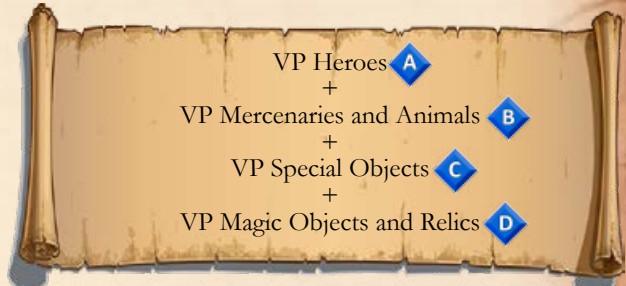 VP Heroes A
+
VP Mercenaries and Animals B
+
VP Special Objects C
+
VP Magic Objects and Relics D